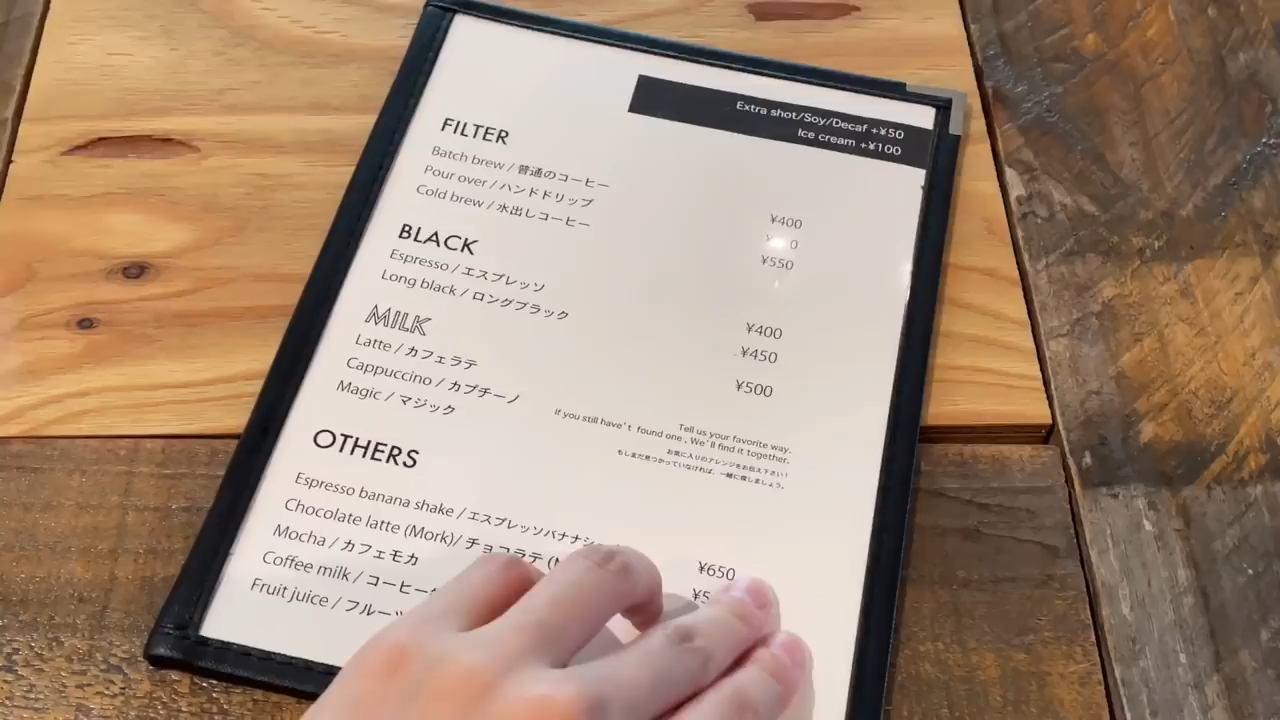 Extra shot/Soy/Decaf +¥50
Ice cream +¥100
FILTER
Batch brew / 普通のコーヒー ¥400
Pour over / ハンドドリップ
Cold brew / 水出しコーヒー ¥550
BLACK
Espresso / エスプレッソ ¥400
Long black / ロングブラック ¥450
MILK
Latte / カフェラテ ¥500
Cappuccino / カプチーノ
Magic / マジック
Tell us your favorite way.
If you still have't found one , We'll find it together.
お気に入りのアレンジをお伝え下さい!
もしまだ見つかっていなければ、一緒に探しましょう。
OTHERS
Espresso banana shake / エスプレッソバナナシ ¥650
Chocolate latte (Mork)/ チョコラテ
Mocha / カフェモカ
Coffee milk / コーヒー
Fruit juice / フルーツ